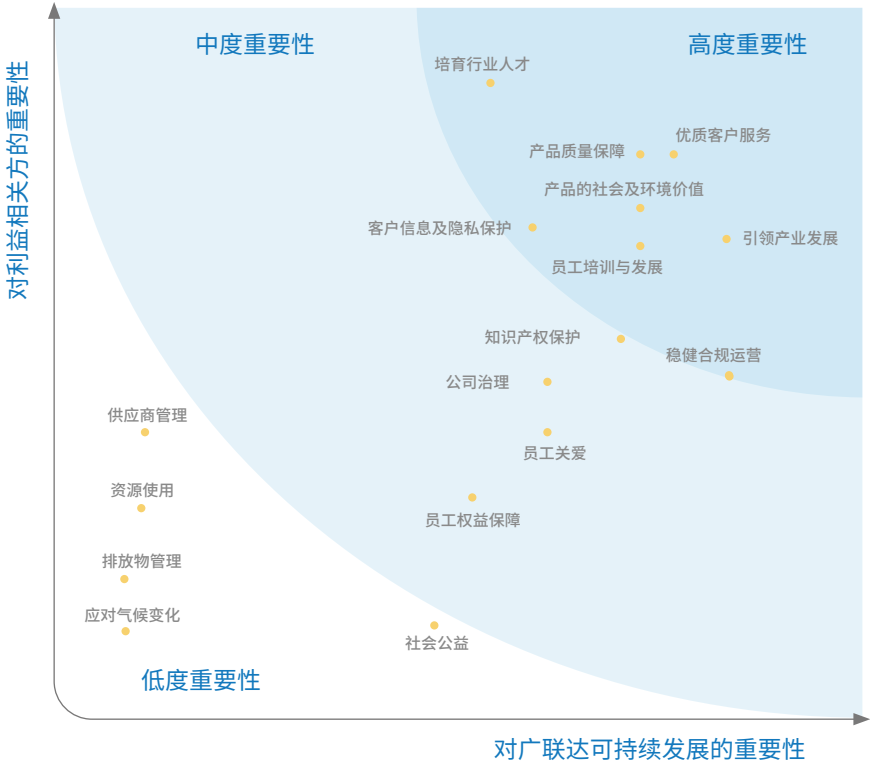 中度重要性
高度重要性
对利益相关方的重要性
培育行业人才
优质客户服务
产品质量保障
产品的社会及环境价值
客户信息及隐私保护
引领产业发展
员工培训与发展
知识产权保护
稳健合规运营
公司治理
供应商管理
员工关爱
资源使用
员工权益保障
排放物管理
应对气候变化
社会公益
低度重要性
对广联达可持续发展的重要性